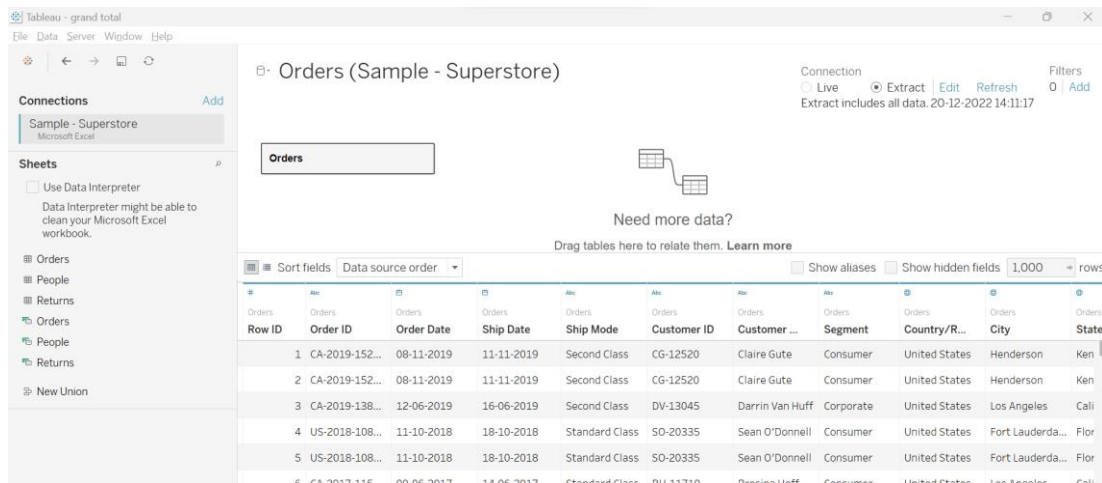 Tableau - grand total
File Data Server Window Help
Connections Add
Sample - Superstore
Microsoft Excel
Sheets
Use Data Interpreter
Data Interpreter might be able to
clean your Microsoft Excel
workbook.
Orders
People
Returns
Orders
People
Returns
New Union
Orders (Sample - Superstore)
Connection
Live Extract Edit Refresh
Extract includes all data. 20-12-2022 14:11:17
Filters
0 Add
Orders
Need more data?
Drag tables here to relate them. Learn more
Sort fields Data source order Show aliases Show hidden fields 1,000 rows
# Abc Abc Abc Abc Abc
Orders Orders Orders Orders Orders Orders Orders Orders Orders Orders Orders
Row ID Order ID Order Date Ship Date Ship Mode Customer ID Customer ... Segment Country/R... City State
1 CA-2019-152... 08-11-2019 11-11-2019 Second Class CG-12520 Claire Gute Consumer United States Henderson Ken
2 CA-2019-152... 08-11-2019 11-11-2019 Second Class CG-12520 Claire Gute Consumer United States Henderson Ken
3 CA-2019-138... 12-06-2019 16-06-2019 Second Class DV-13045 Darrin Van Huff Corporate United States Los Angeles Cali
4 US-2018-108... 11-10-2018 18-10-2018 Standard Class SO-20335 Sean O'Donnell Consumer United States Fort Lauderda... Flor
5 US-2018-108... 11-10-2018 18-10-2018 Standard Class SO-20335 Sean O'Donnell Consumer United States Fort Lauderda... Flor